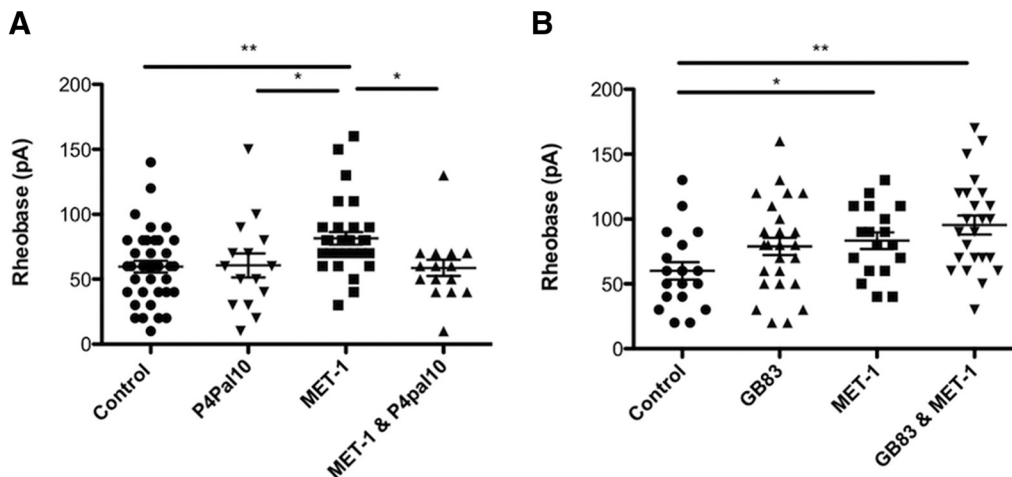 A
B
**
*
*
**
*
Rheobase (pA)
200
150
100
50
0
Control
P4Pal10
MET-1
MET-1 & P4pal10
Rheobase (pA)
200
150
100
50
0
Control
GB83
MET-1
GB83 & MET-1